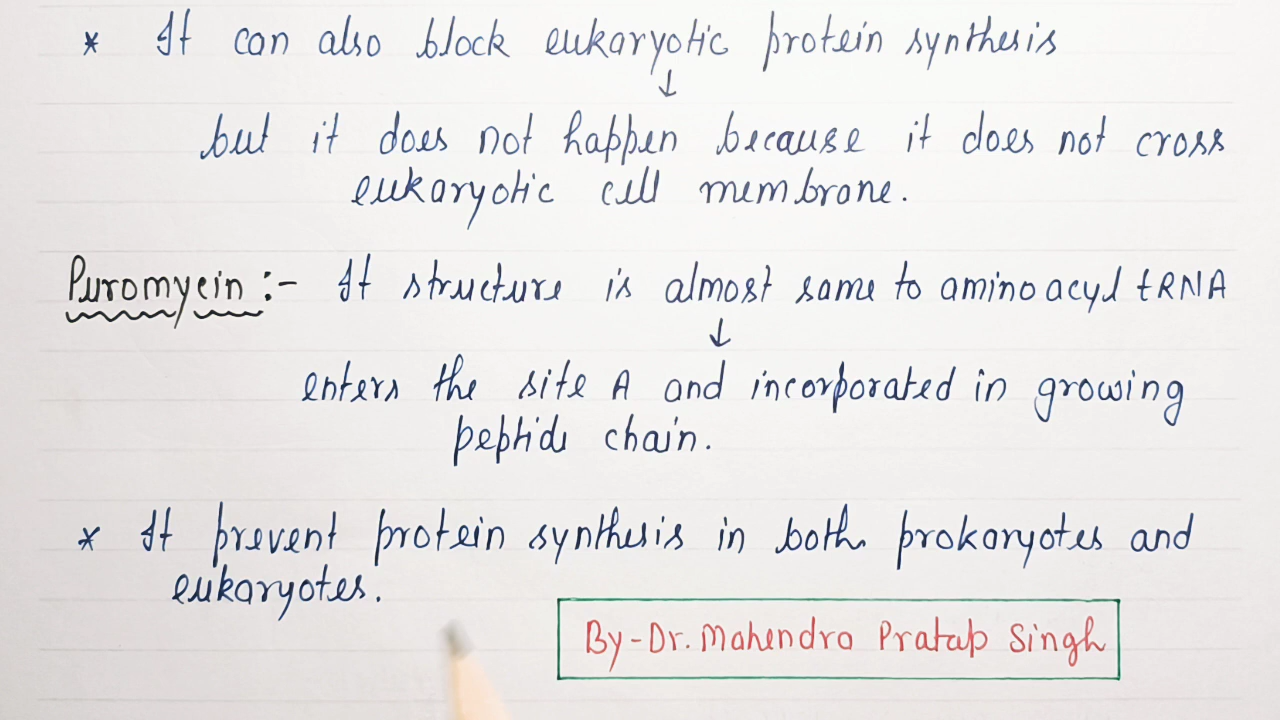 * It can also block eukaryotic protein synthesis
↓
but it does not happen because it does not cross
eukaryotic cell membrane.
Puromycin :- It structure is almost same to amino acyl tRNA
↓
enters the site A and incorporated in growing
peptide chain.
* It prevent protein synthesis in both prokaryotes and
eukaryotes.
By-Dr. Mahendra Pratap Singh